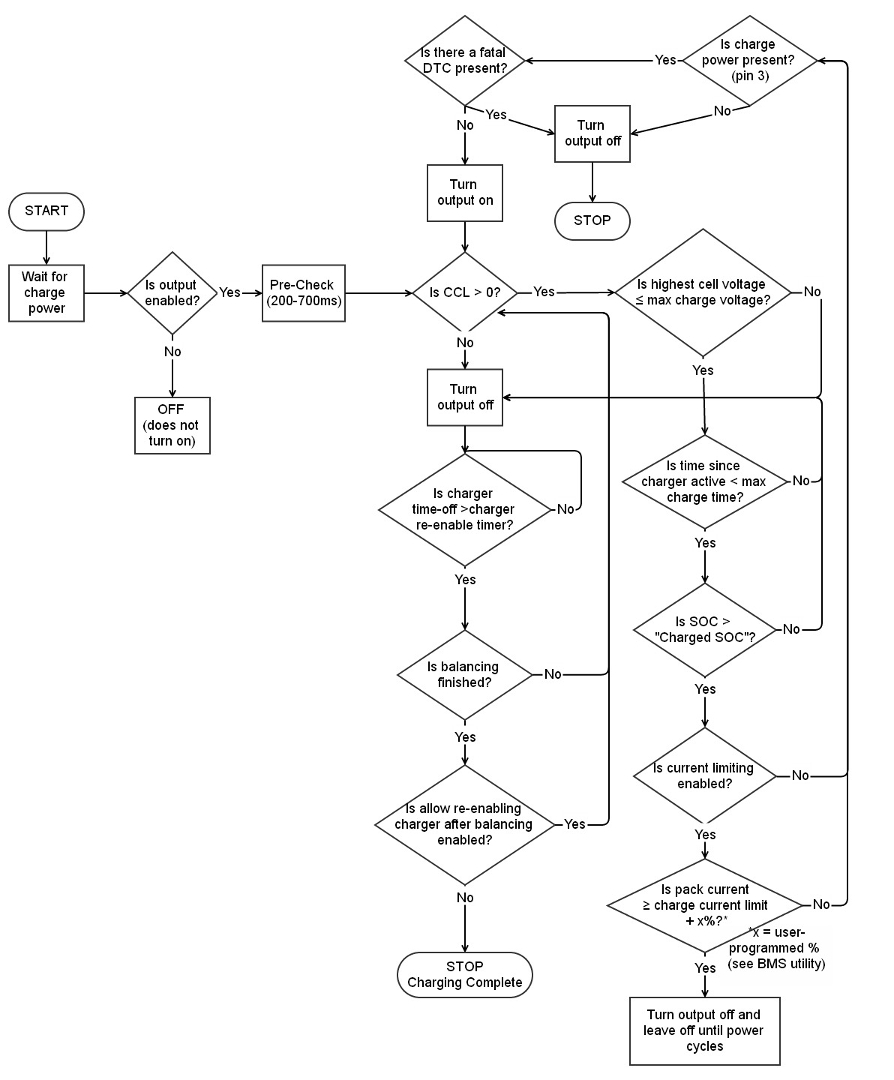 Is there a fatal
DTC present?
Yes
Is charge
power present?
(pin 3)
Yes
No
No
Turn
output off
Turn
output on
STOP
START
Wait for
charge
power
Is output
enabled?
Yes
Pre-Check
(200-700ms)
Is CCL > 0?
Yes
Is highest cell voltage
≤ max charge voltage?
No
No
No
Yes
OFF
(does not
turn on)
Turn
output off
Is time since
charger active < max
charge time?
No
Is charger
time-off >charger
re-enable timer?
No
Yes
Yes
Is SOC >
"Charged SOC"?
No
Is balancing
finished?
No
Yes
Yes
Is current limiting
enabled?
No
Is allow re-enabling
charger after balancing
enabled?
Yes
Yes
No
Is pack current
≥ charge current limit
+ x%?*
No
*x = user-
programmed %
(see BMS utility)
Yes
STOP
Charging Complete
Turn output off and
leave off until power
cycles